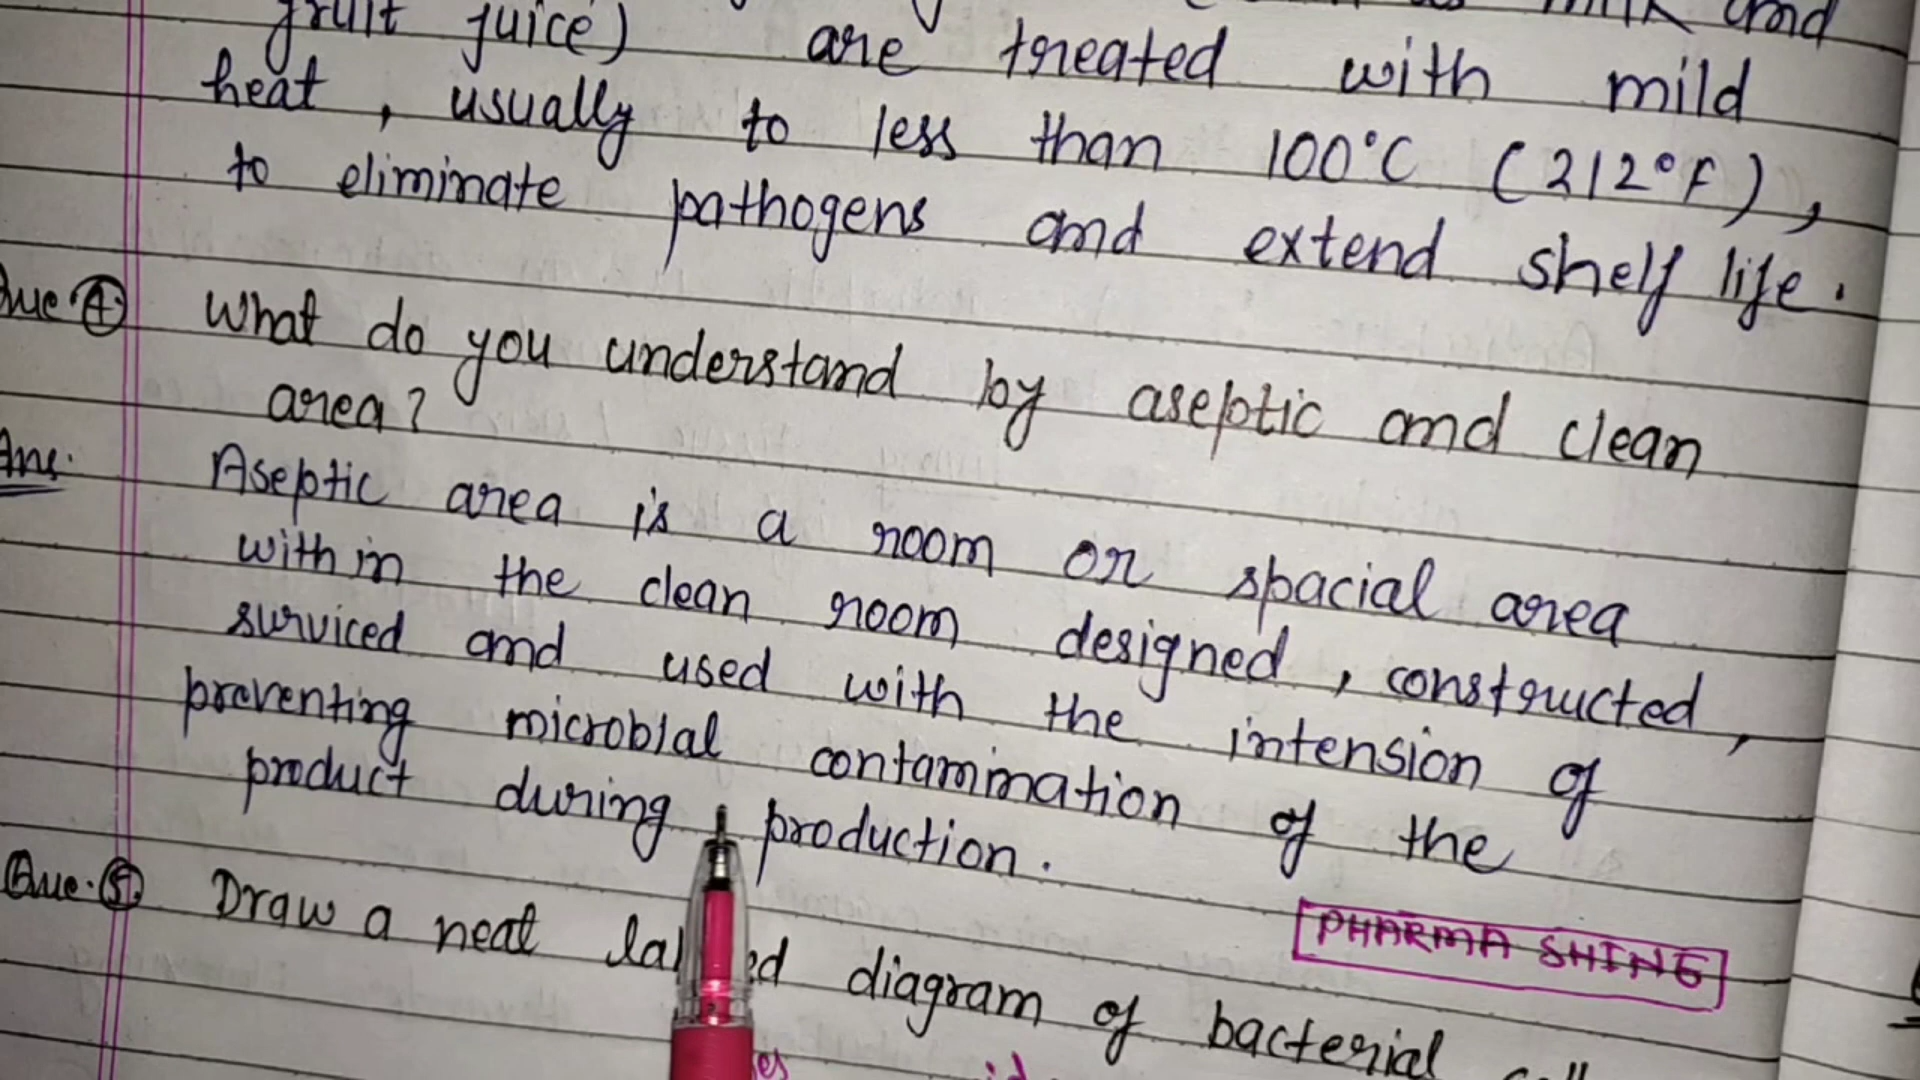 fruit juice) are treated with mild
heat, usually to less than 100°C (212°F),
to eliminate pathogens and extend shelf life.
Que. 4 What do you understand by aseptic and clean
area?
Ans. Aseptic area is a room or spacial area
within the clean room designed, constructed,
surviced and used with the intension of
preventing microbial contammination of the
product during production.
PHARMA SHING
Que. 5 Draw a neat diagram of bacterial